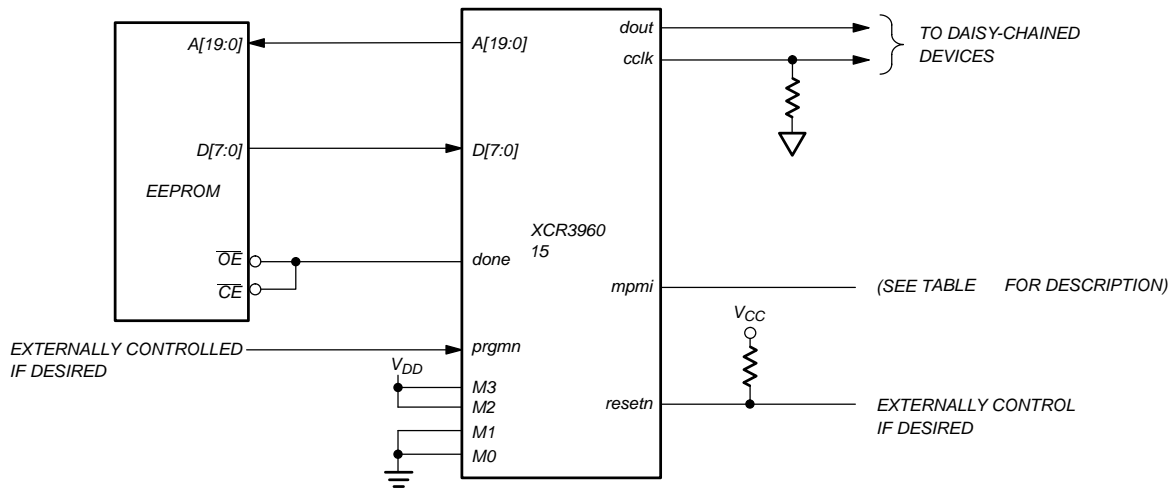 A[19:0]
D[7:0]
EEPROM
OE
CE
A[19:0]
D[7:0]
done
prgmn
M3
M2
M1
M0
XCR3960
15
dout
cclk
mpmi
resetn
TO DAISY-CHAINED
DEVICES
(SEE TABLE FOR DESCRIPTION)
VCC
EXTERNALLY CONTROL
IF DESIRED
EXTERNALLY CONTROLLED
IF DESIRED
VDD